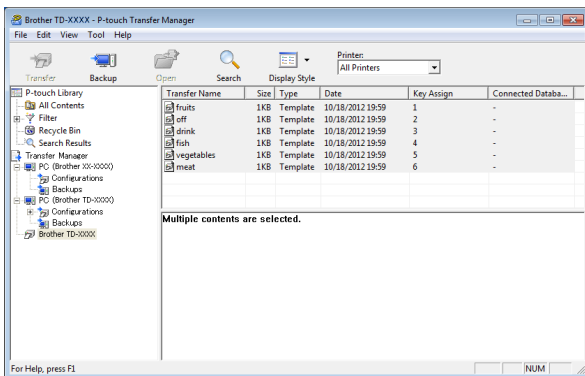 Brother TD-XXXX - P-touch Transfer Manager
File Edit View Tool Help
Transfer Backup Open Search Display Style
Printer:
All Printers
P-touch Library
All Contents
Filter
Recycle Bin
Search Results
Transfer Manager
PC (Brother XX-XXXX)
Configurations
Backups
PC (Brother TD-XXXX)
Configurations
Backups
Brother TD-XXXX
Transfer Name Size Type Date Key Assign Connected Databa...
fruits 1KB Template 10/18/2012 19:59 1 -
off 1KB Template 10/18/2012 19:59 2 -
drink 1KB Template 10/18/2012 19:59 3 -
fish 1KB Template 10/18/2012 19:59 4 -
vegetables 1KB Template 10/18/2012 19:59 5 -
meat 1KB Template 10/18/2012 19:59 6 -
Multiple contents are selected.
For Help, press F1
NUM